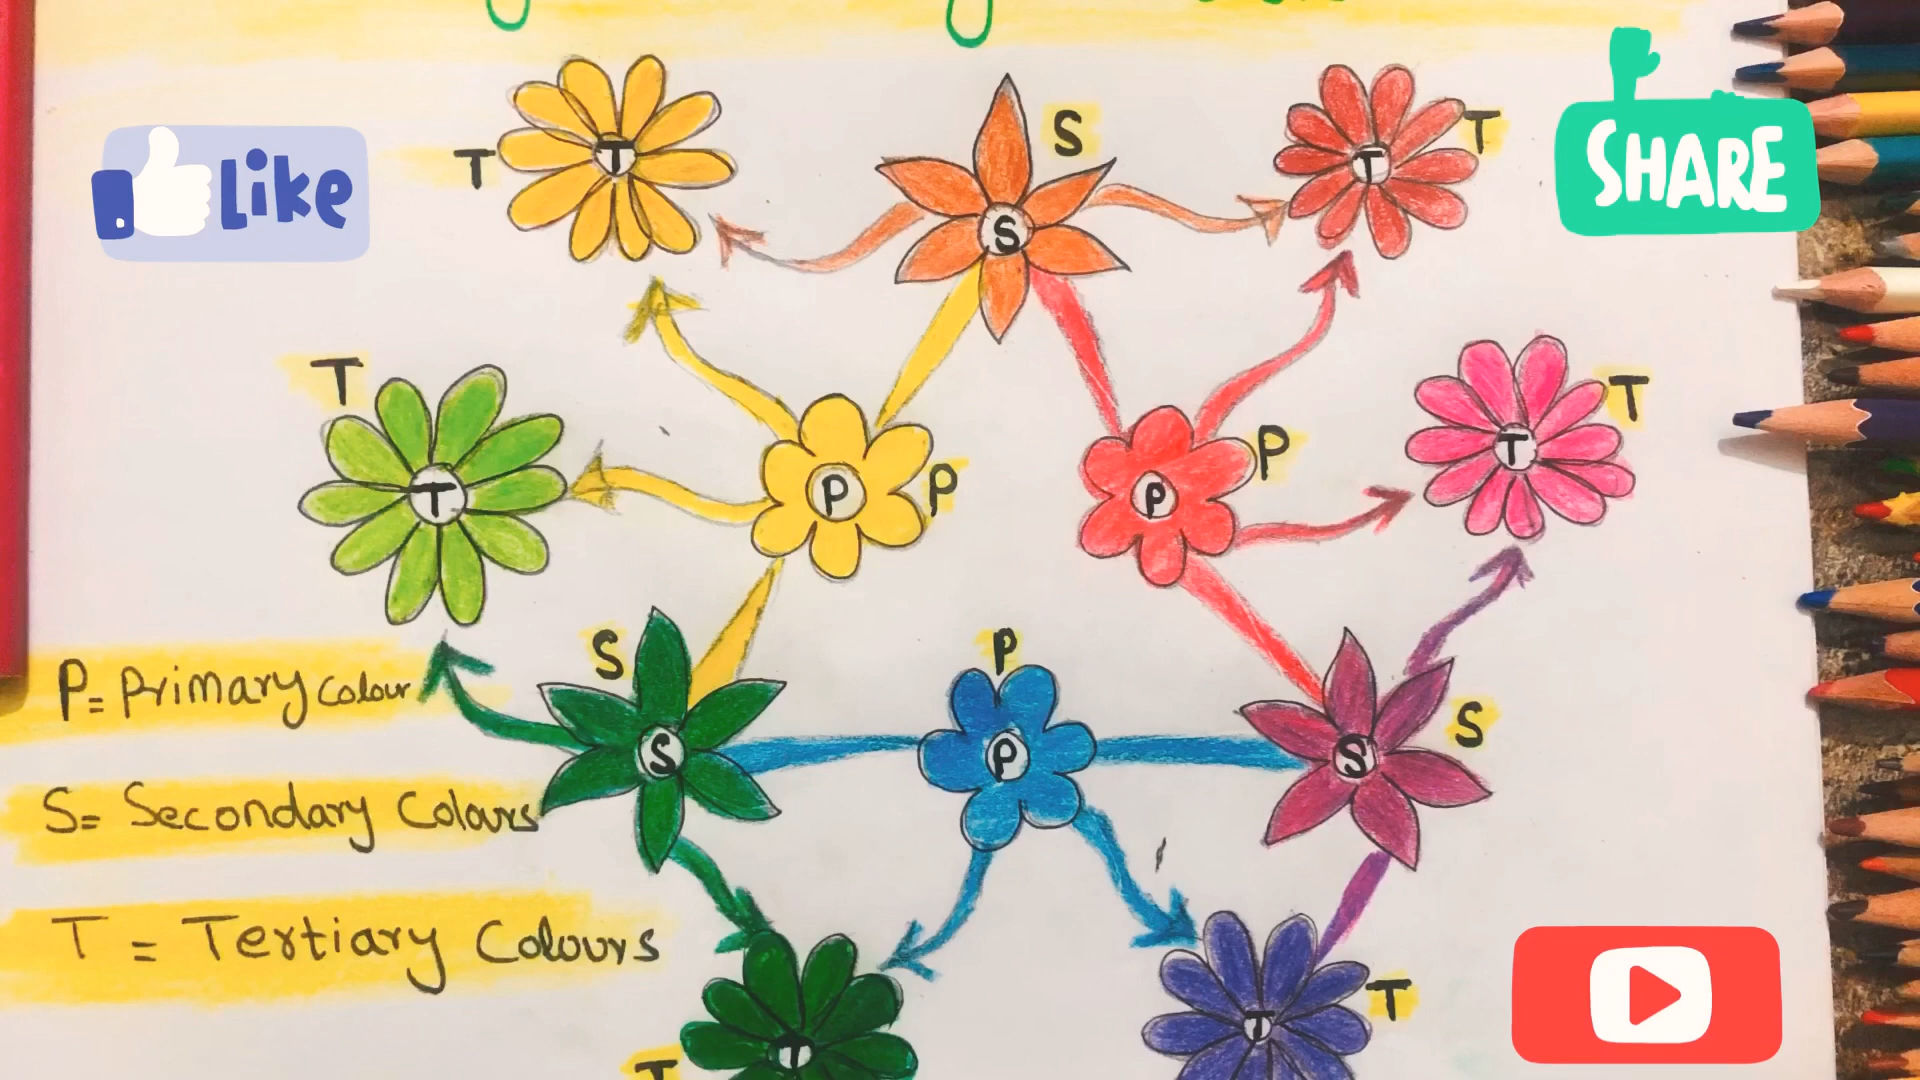 T
T
S
S
T
T
Like
SHARE
T
T
P
P
P
P
T
T
S
S
P
P
S
S
P= Primary colour
S= Secondary Colours
T = Tertiary Colours
T
T
T
T